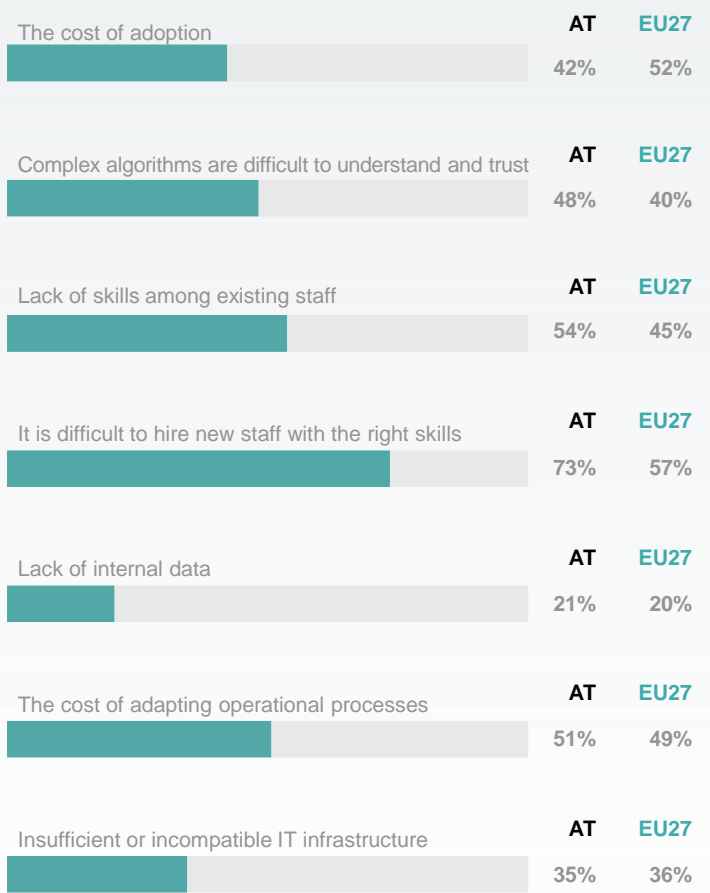 The cost of adoption
AT EU27
42% 52%
Complex algorithms are difficult to understand and trust
AT EU27
48% 40%
Lack of skills among existing staff
AT EU27
54% 45%
It is difficult to hire new staff with the right skills
AT EU27
73% 57%
Lack of internal data
AT EU27
21% 20%
The cost of adapting operational processes
AT EU27
51% 49%
Insufficient or incompatible IT infrastructure
AT EU27
35% 36%